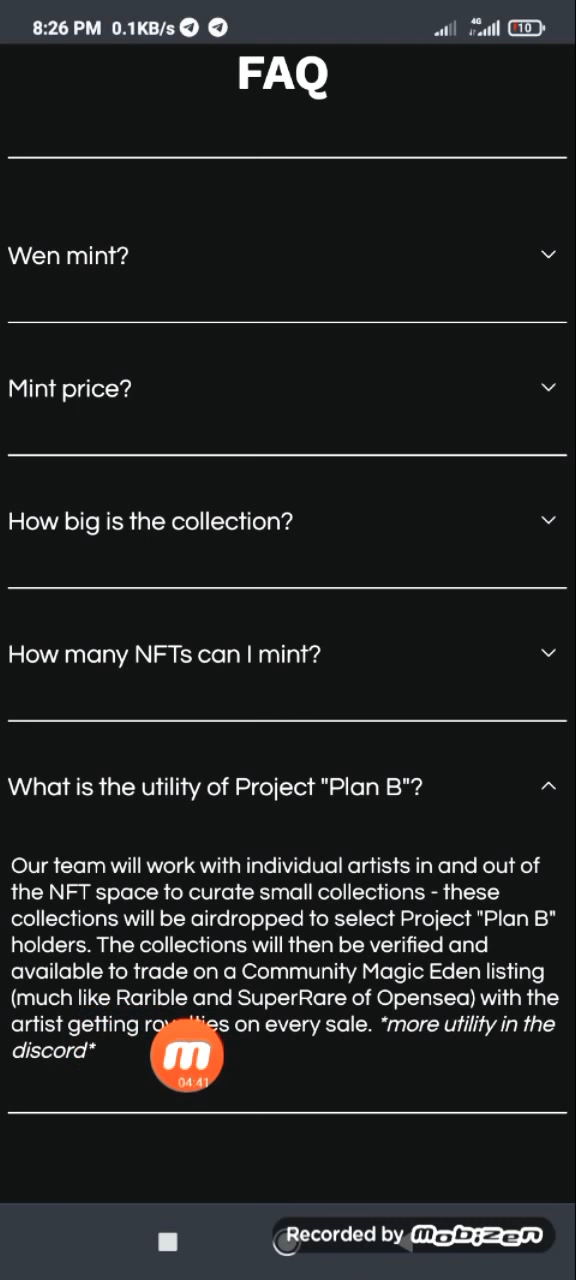 8:26 PM 0.1KB/s 4G 10
FAQ
Wen mint?
Mint price?
How big is the collection?
How many NFTs can I mint?
What is the utility of Project "Plan B"?
Our team will work with individual artists in and out of
the NFT space to curate small collections - these
collections will be airdropped to select Project "Plan B"
holders. The collections will then be verified and
available to trade on a Community Magic Eden listing
(much like Rarible and SuperRare of Opensea) with the
artist getting royalties on every sale. *more utility in the
discord*
m
04:41
Recorded by mobizen